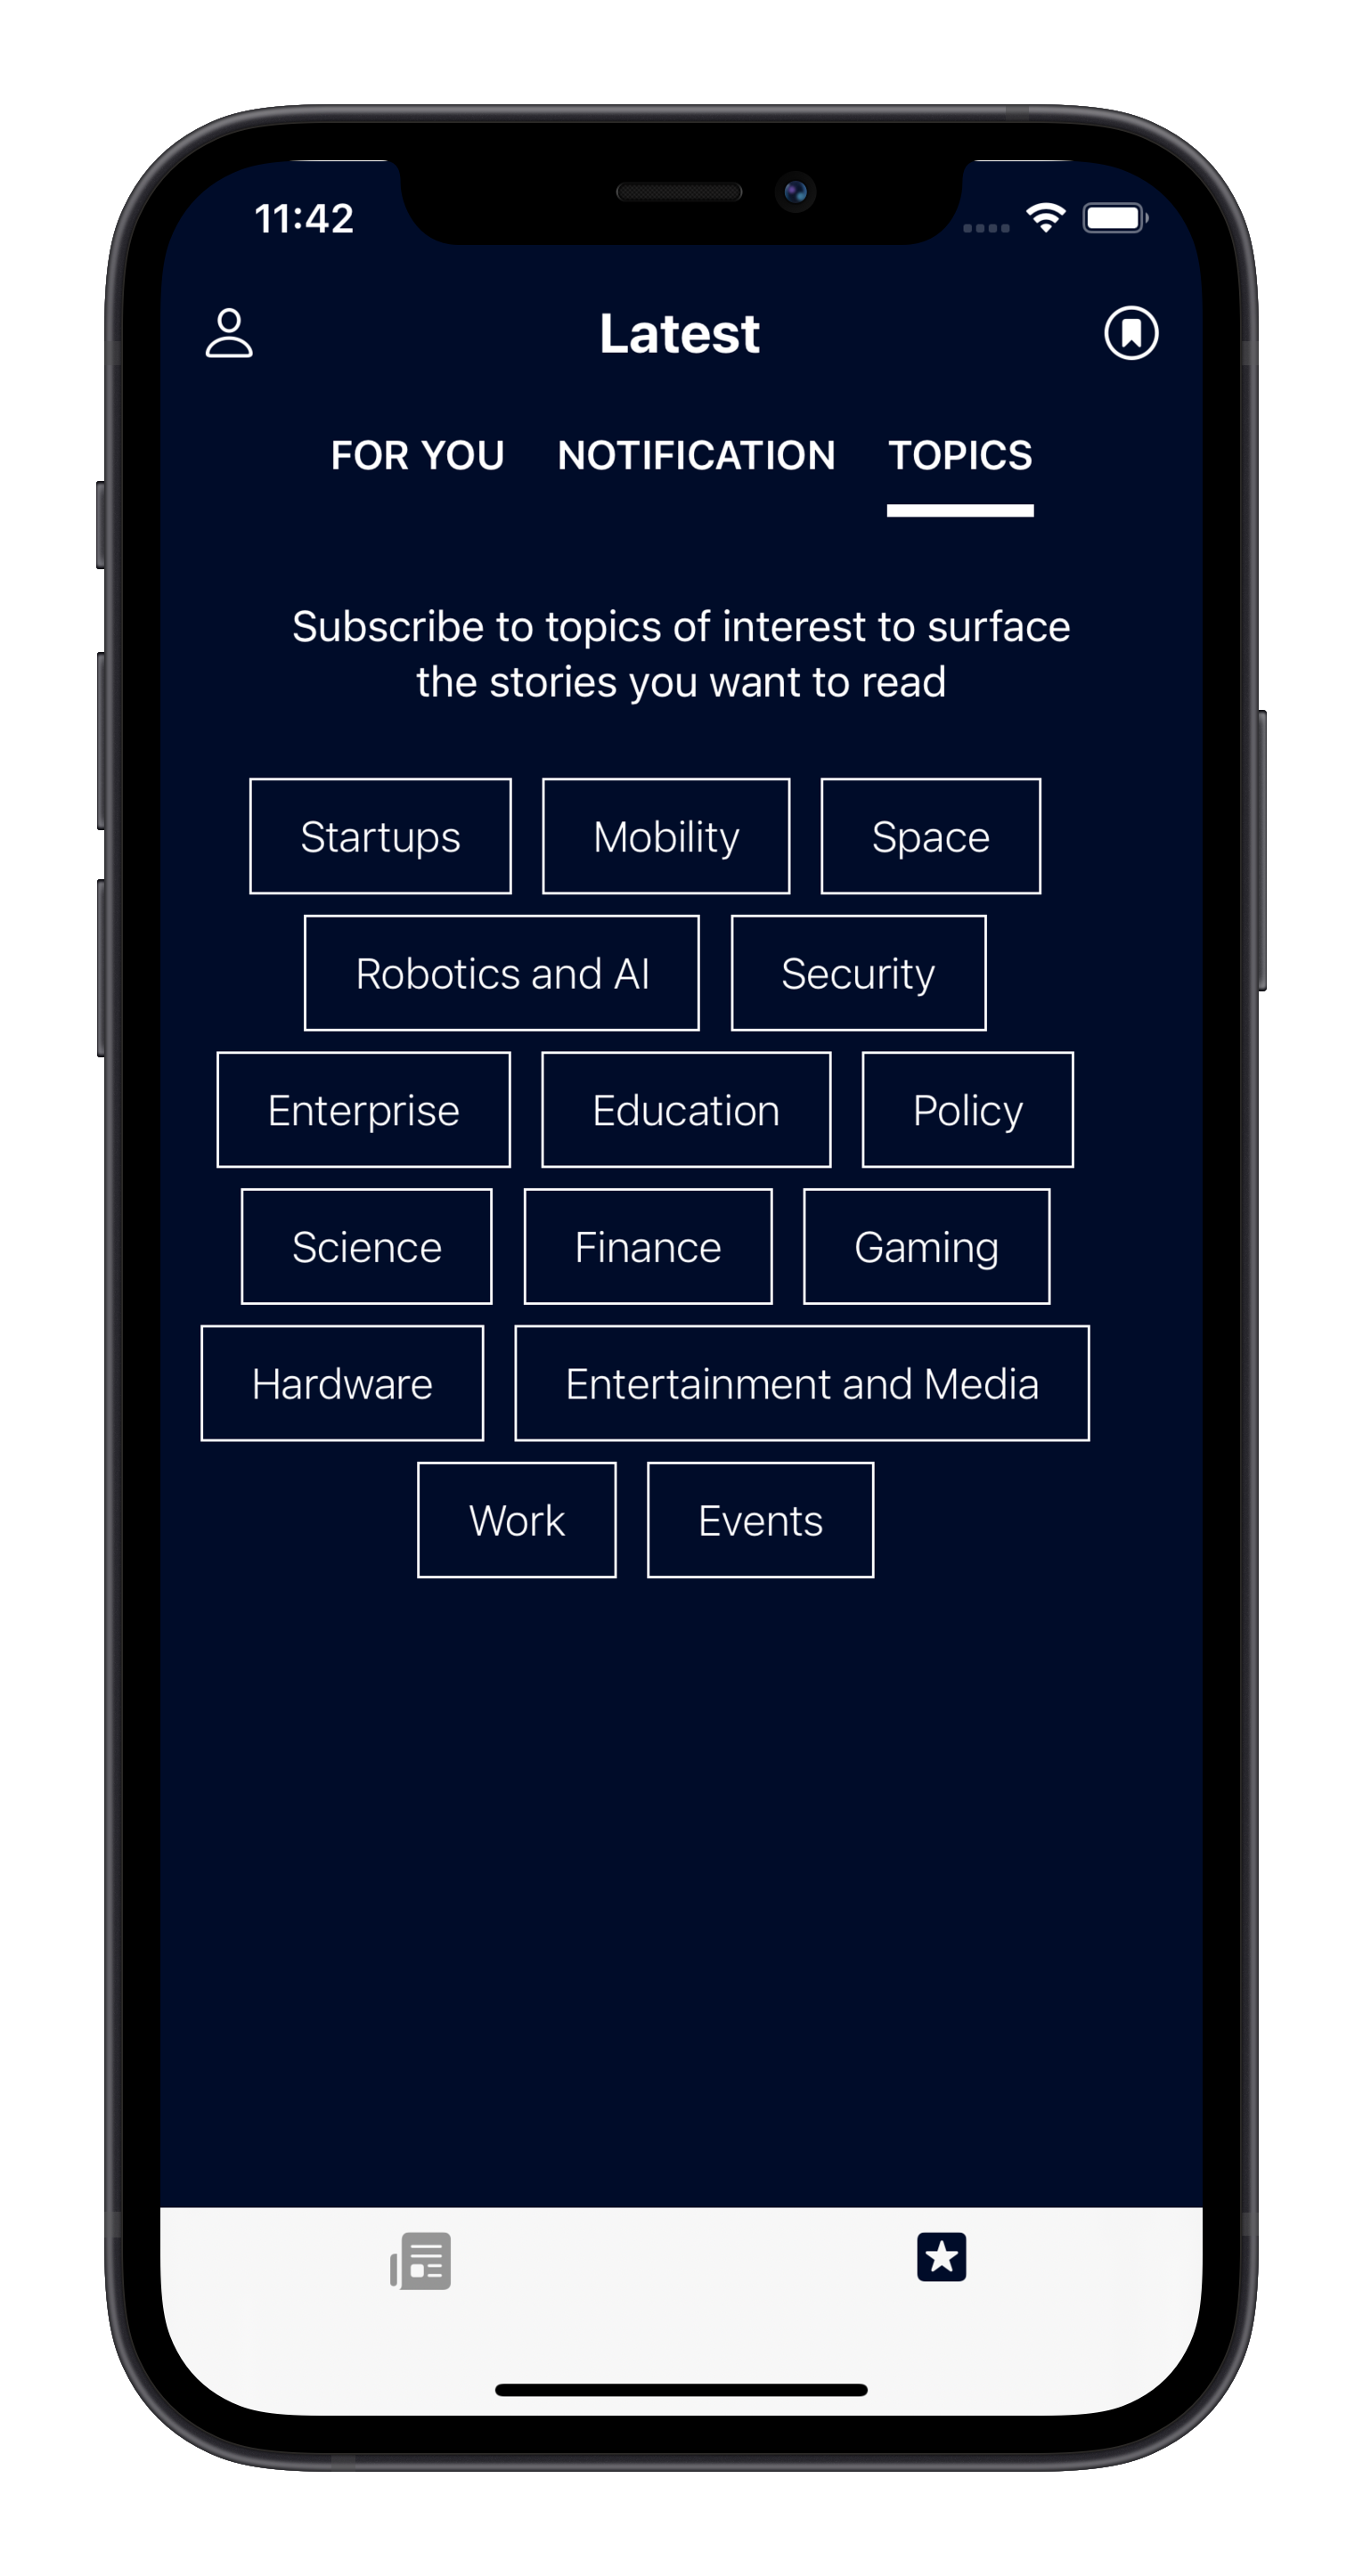 11:42
Latest
FOR YOU NOTIFICATION TOPICS
Subscribe to topics of interest to surface
the stories you want to read
Startups Mobility Space
Robotics and AI Security
Enterprise Education Policy
Science Finance Gaming
Hardware Entertainment and Media
Work Events